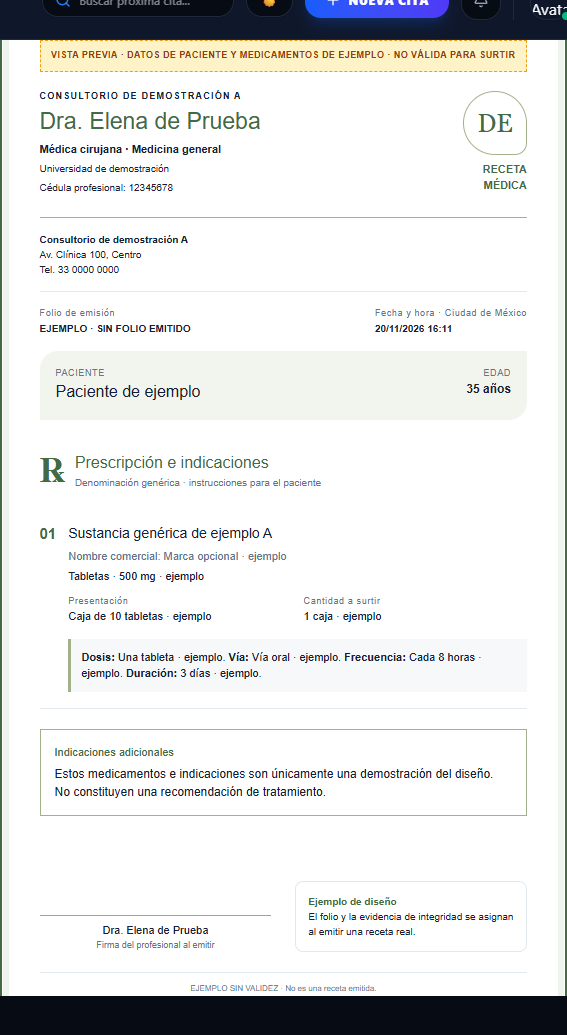 Buscar próxima cita...
+ NUEVA CITA
Avata
VISTA PREVIA · DATOS DE PACIENTE Y MEDICAMENTOS DE EJEMPLO · NO VÁLIDA PARA SURTIR
CONSULTORIO DE DEMOSTRACIÓN A
Dra. Elena de Prueba
DE
Médica cirujana · Medicina general
Universidad de demostración
RECETA
Cédula profesional: 12345678
MÉDICA
Consultorio de demostración A
Av. Clínica 100, Centro
Tel. 33 0000 0000
Folio de emisión
Fecha y hora · Ciudad de México
EJEMPLO · SIN FOLIO EMITIDO
20/11/2026 16:11
PACIENTE
EDAD
Paciente de ejemplo
35 años
℞
Prescripción e indicaciones
Denominación genérica · instrucciones para el paciente
01 Sustancia genérica de ejemplo A
Nombre comercial: Marca opcional · ejemplo
Tabletas · 500 mg · ejemplo
Presentación
Cantidad a surtir
Caja de 10 tabletas · ejemplo
1 caja · ejemplo
Dosis: Una tableta · ejemplo. Vía: Vía oral · ejemplo. Frecuencia: Cada 8 horas ·
ejemplo. Duración: 3 días · ejemplo.
Indicaciones adicionales
Estos medicamentos e indicaciones son únicamente una demostración del diseño.
No constituyen una recomendación de tratamiento.
Dra. Elena de Prueba
Firma del profesional al emitir
Ejemplo de diseño
El folio y la evidencia de integridad se asignan
al emitir una receta real.
EJEMPLO SIN VALIDEZ · No es una receta emitida.